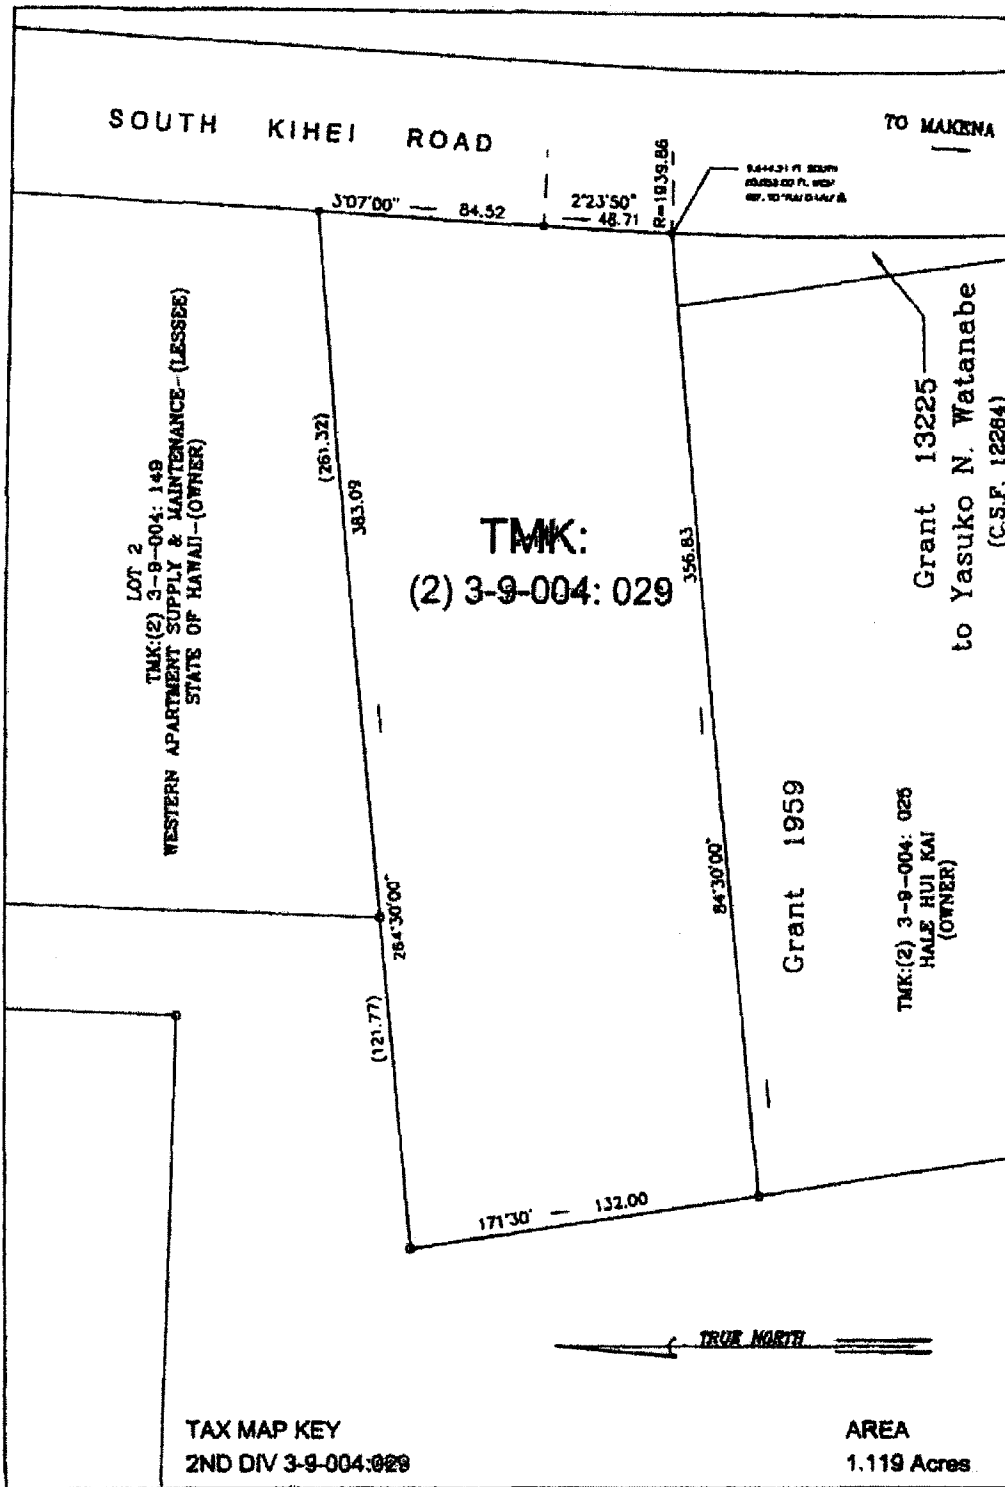 SOUTH KIHEI ROAD
TO MAKENA
3°07'00" — 84.52
2°23'50"
— 48.71
R=1939.86
LOT 2
TMK:(2) 3-9-004: 149
WESTERN APARTMENT SUPPLY & MAINTENANCE-(LESSEE)
STATE OF HAWAII-(OWNER)
(261.32)
383.09
TMK:
(2) 3-9-004: 029
356.83
Grant 13225
to Yasuko N. Watanabe
(C.S.F. 12264)
264°30'00"
(121.77)
84°30'00"
Grant 1959
TMK:(2) 3-9-004: 025
HALE HUI KAI
(OWNER)
171°30' — 132.00
TRUE NORTH
TAX MAP KEY
2ND DIV 3-9-004:029
AREA
1.119 Acres